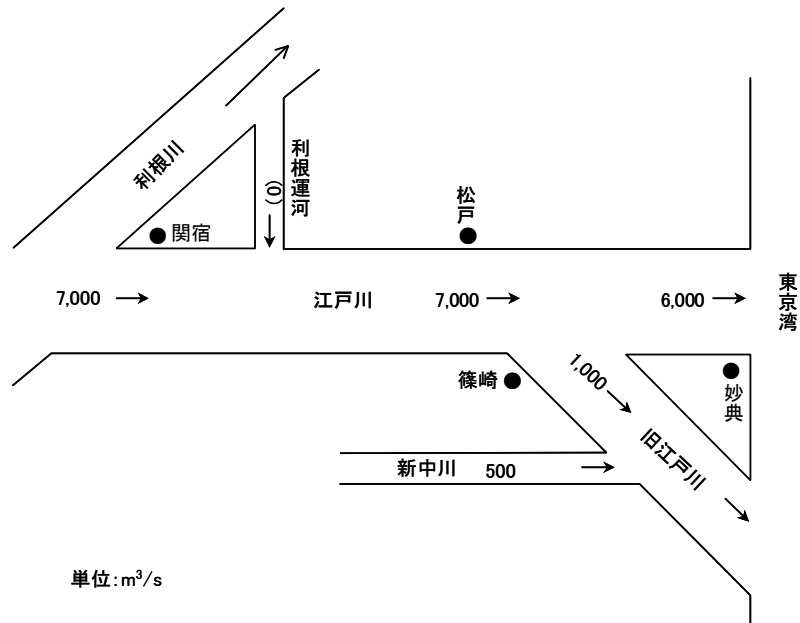 利根川
利根運河
(0)
関宿
松戸
7,000
江戸川
7,000
6,000
東京湾
篠崎
1,000
妙典
旧江戸川
新中川 500
単位:m³/s